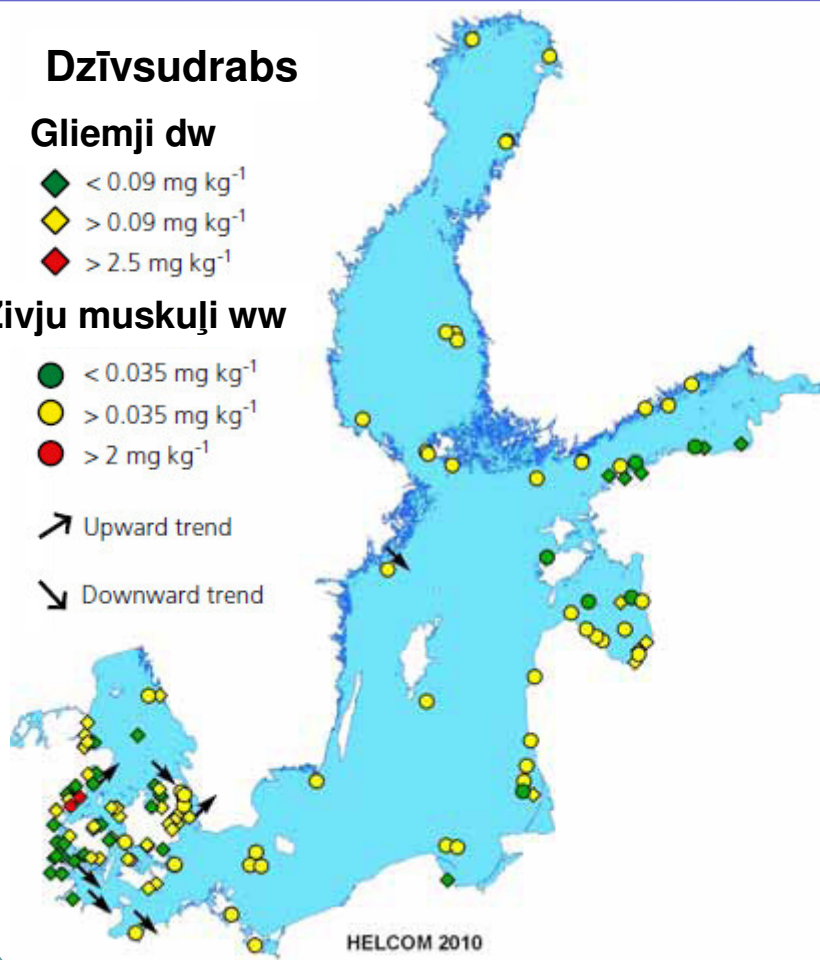 Dzīvsudrabs
Gliemji dw
< 0.09 mg kg⁻¹
> 0.09 mg kg⁻¹
> 2.5 mg kg⁻¹
Zivju muskuļi ww
< 0.035 mg kg⁻¹
> 0.035 mg kg⁻¹
> 2 mg kg⁻¹
Upward trend
Downward trend
HELCOM 2010